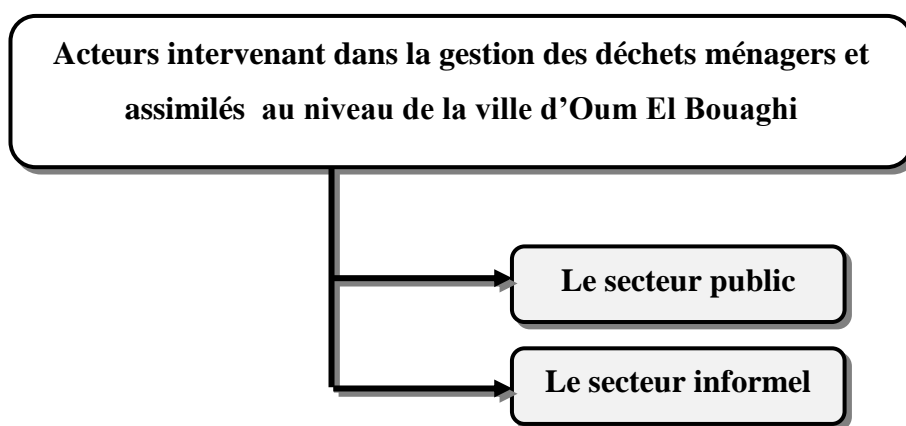 Acteurs intervenant dans la gestion des déchets ménagers et
assimilés au niveau de la ville d’Oum El Bouaghi
Le secteur public
Le secteur informel